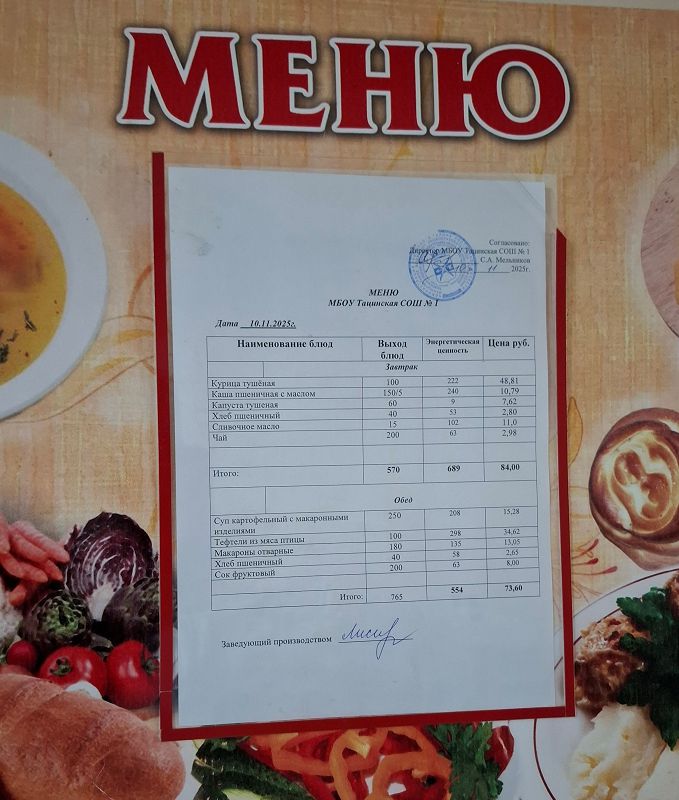 МЕНЮ
Согласовано:
Директор МБОУ Тацинская СОШ № 1
С.А. Мельников
10 11 2025г.
МЕНЮ
МБОУ Тацинская СОШ № 1
Дата 10.11.2025г.
Наименование блюд Выход блюд Энергетическая ценность Цена руб.
Завтрак
Курица тушёная 100 222 48,81
Каша пшеничная с маслом 150/5 240 10,79
Капуста тушеная 60 9 7,62
Хлеб пшеничный 40 53 2,80
Сливочное масло 15 102 11,0
Чай 200 63 2,98
Итого: 570 689 84,00
Обед
Суп картофельный с макаронными изделиями 250 208 15,28
Тефтели из мяса птицы 100 298 34,62
Макароны отварные 180 135 13,05
Хлеб пшеничный 40 58 2,65
Сок фруктовый 200 63 8,00
Итого: 765 554 73,60
Заведующий производством